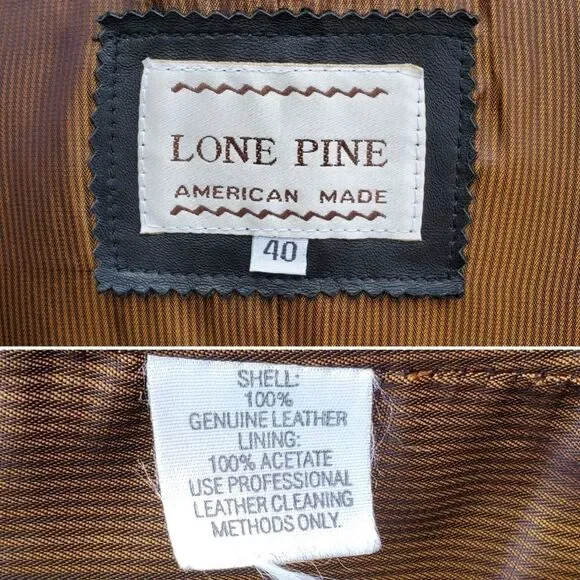 LONE PINE
AMERICAN MADE
40
SHELL:
100%
GENUINE LEATHER
LINING:
100% ACETATE
USE PROFESSIONAL
LEATHER CLEANING
METHODS ONLY.